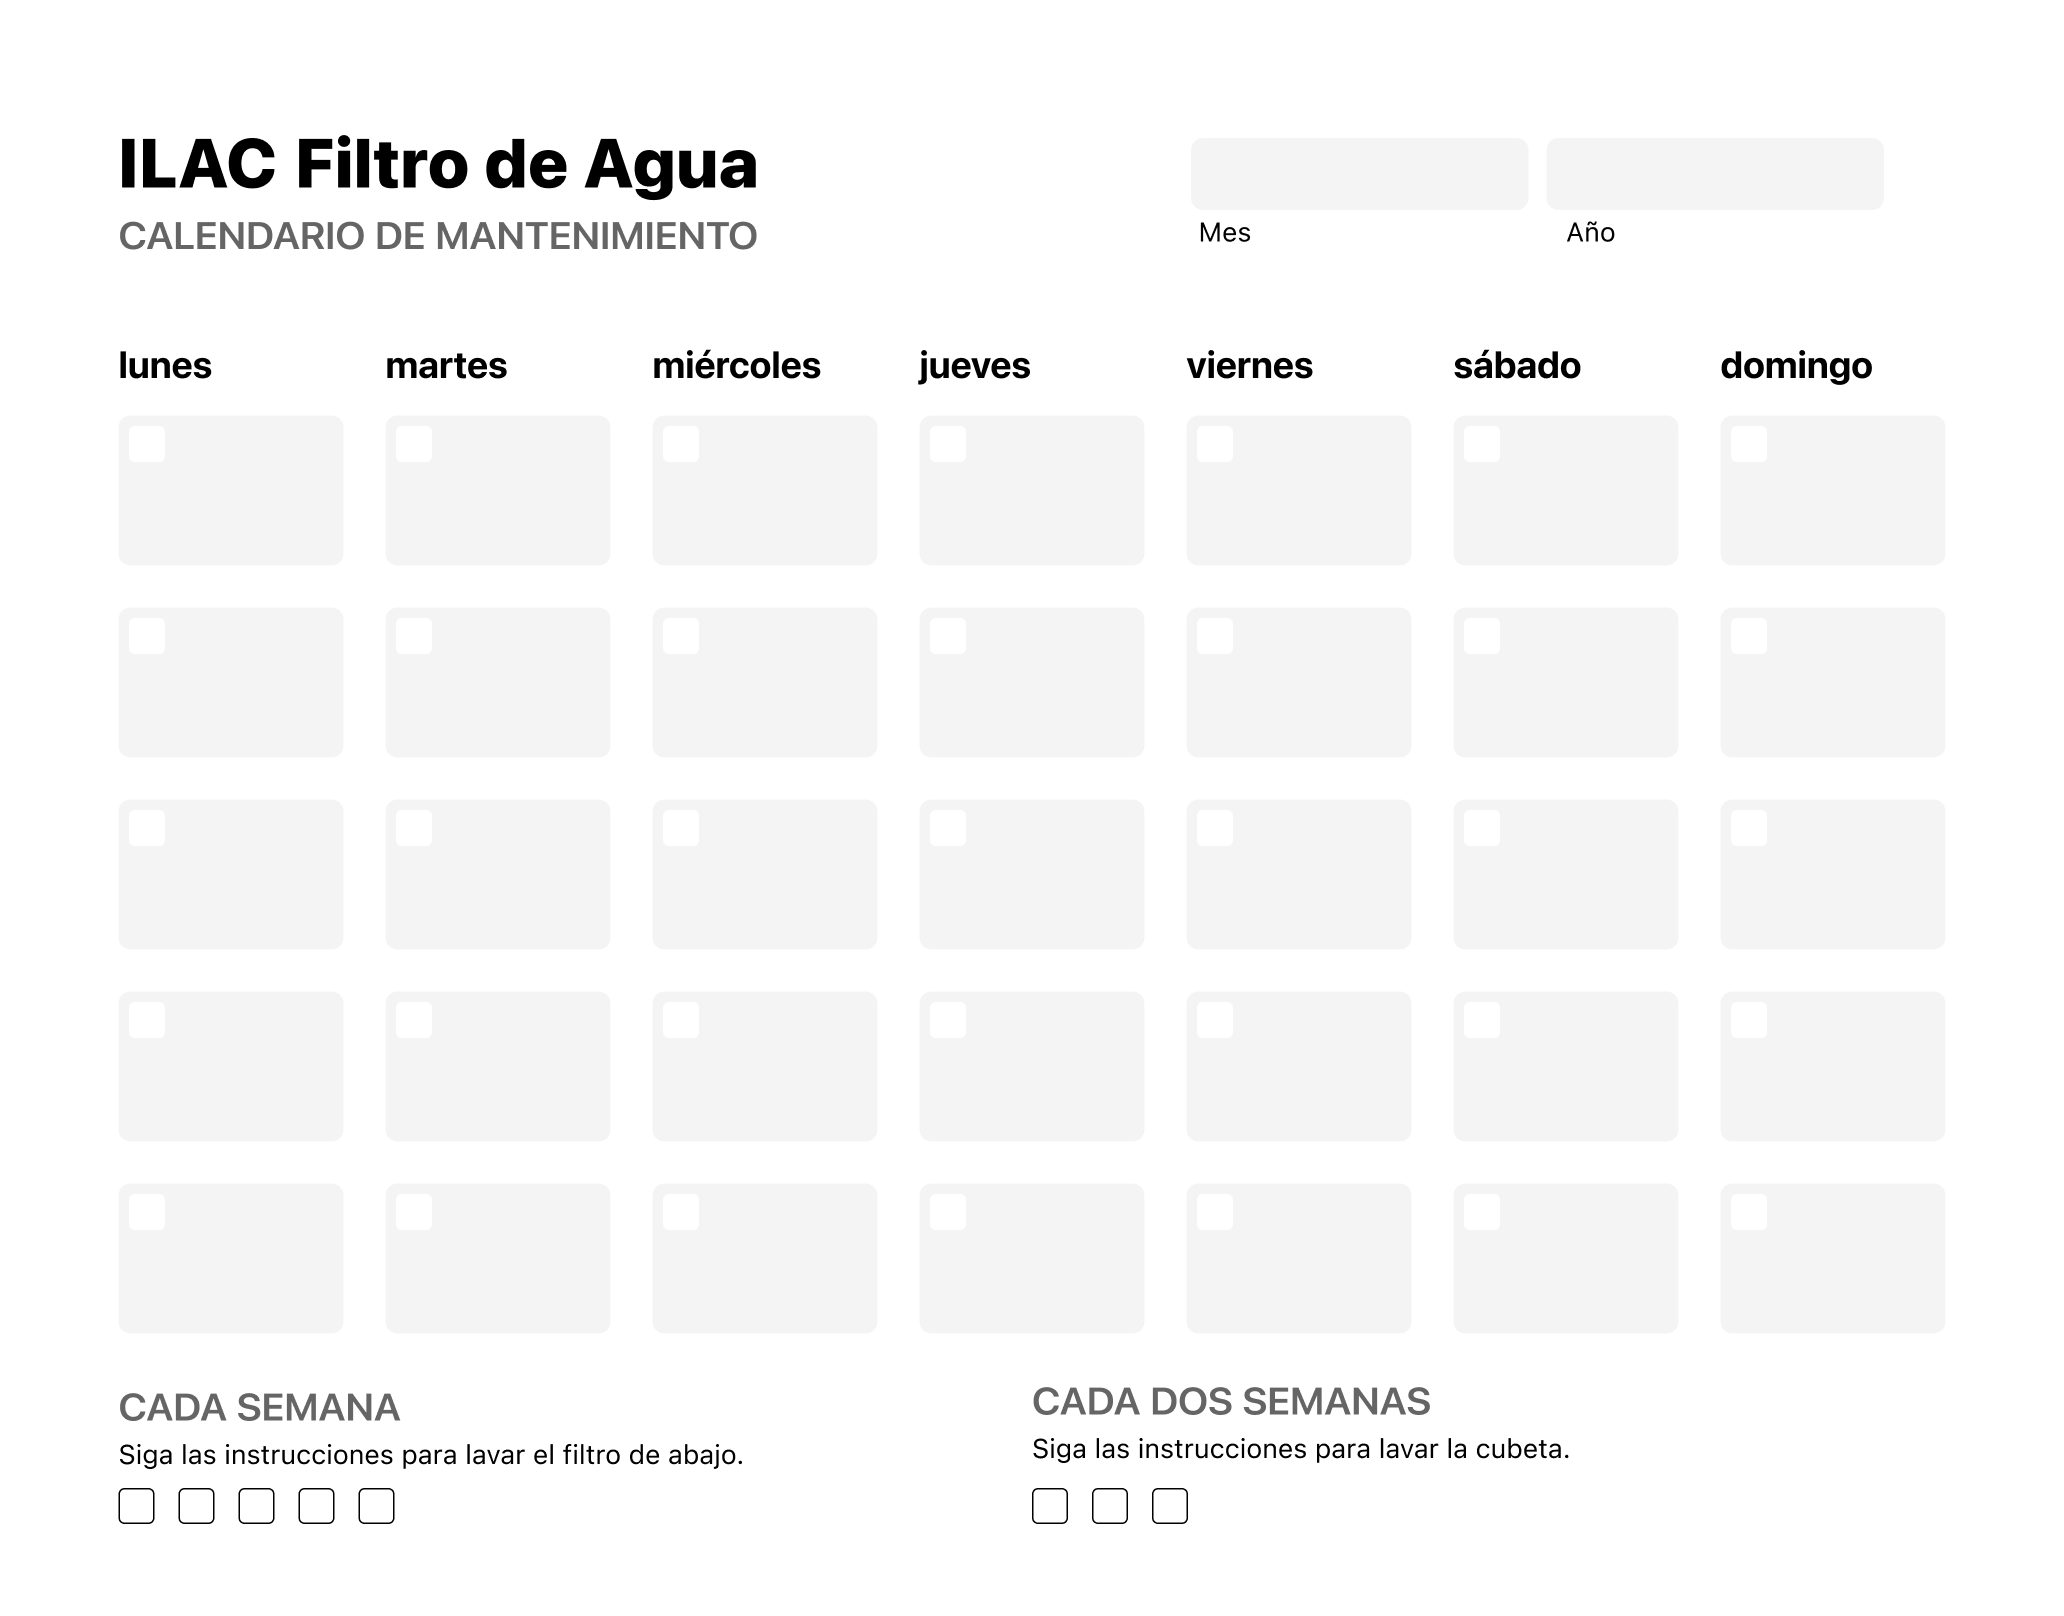 ILAC Filtro de Agua
CALENDARIO DE MANTENIMIENTO
Mes
Año
lunes martes miércoles jueves viernes sábado domingo
CADA SEMANA
Siga las instrucciones para lavar el filtro de abajo.
CADA DOS SEMANAS
Siga las instrucciones para lavar la cubeta.